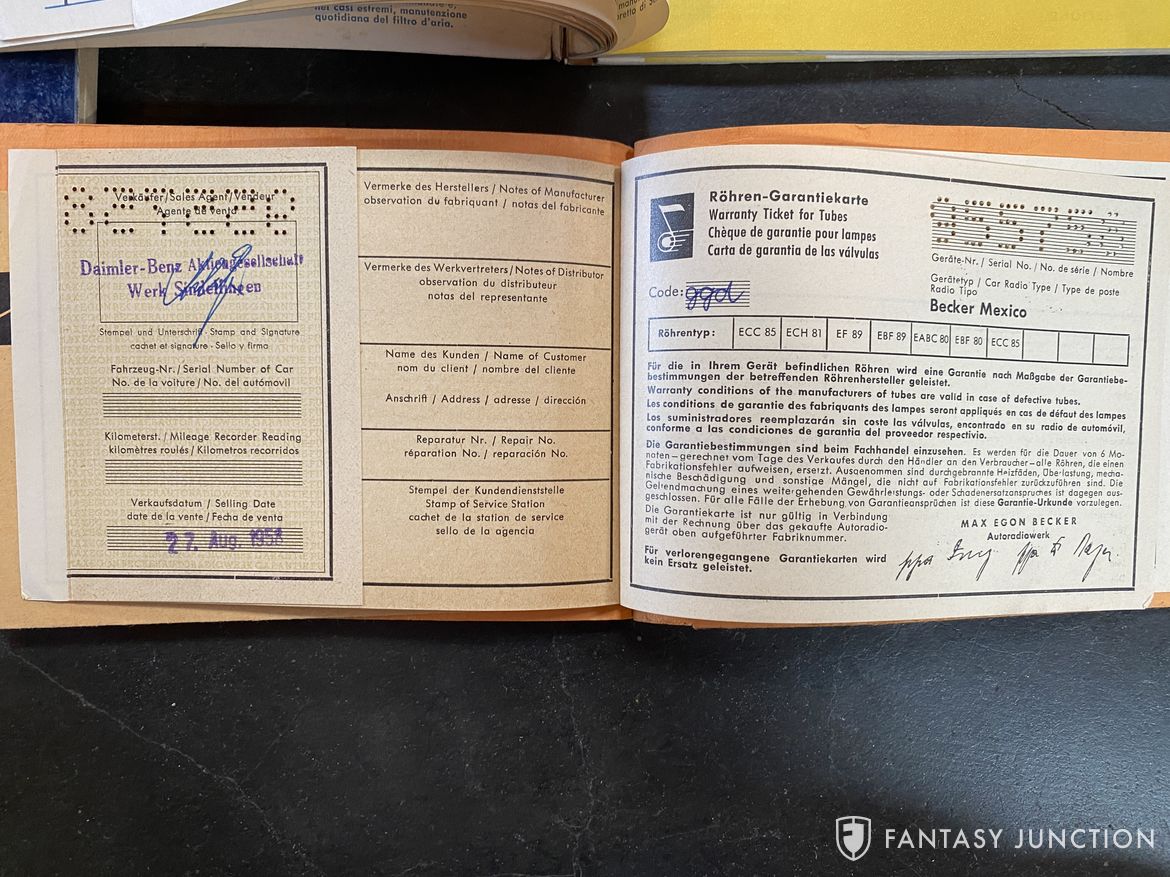 nei casi estremi, manutenzione
quotidiana del filtro d'aria.
Verkäufer/Sales Agent/Vendeur
Agente de venta
Daimler-Benz Aktiengesellschaft
Werk Sindelfingen
Stempel und Unterschrift · Stamp and Signature
cachet et signature · Sello y firma
Fahrzeug-Nr./Serial Number of Car
No. de la voiture / No. del autómovil
Kilometerst. / Mileage Recorder Reading
kilomètres roulés / Kilometros recorridos
Verkaufsdatum / Selling Date
date de la vente / Fecha de venta
27. Aug. 1958
Vermerke des Herstellers / Notes of Manufacturer
observation du fabriquant / notas del fabricante
Vermerke des Werkvertreters / Notes of Distributor
observation du distributeur
notas del representante
Name des Kunden / Name of Customer
nom du client / nombre del cliente
Anschrift / Address / adresse / dirección
Reparatur Nr. / Repair No.
réparation No. / reparación No.
Stempel der Kundendienststelle
Stamp of Service Station
cachet de la station de service
sello de la agencia
Röhren-Garantiekarte
Warranty Ticket for Tubes
Chèque de garantie pour lampes
Carta de garantia de las válvulas
Geräte-Nr. / Serial No. / No. de série / Nombre
Gerätetyp / Car Radio Type / Type de poste
Radio Tipo
Becker Mexico
Code: ggd
Röhrentyp: ECC 85 ECH 81 EF 89 EBF 89 EABC 80 EBF 80 ECC 85
Für die in Ihrem Gerät befindlichen Röhren wird eine Garantie nach Maßgabe der Garantiebe-
bestimmungen der betreffenden Röhrenhersteller geleistet.
Warranty conditions of the manufacturers of tubes are valid in case of defective tubes.
Les conditions de garantie des fabriquants des lampes seront appliqués en cas de défaut des lampes
Los suministradores reemplazarán sin coste las válvulas, encontrado en su radio de automóvil,
conforme a las condiciones de garantia del proveedor respectivio.
Die Garantiebestimmungen sind beim Fachhandel einzusehen. Es werden für die Dauer von 6 Mo-
naten – gerechnet vom Tage des Verkaufes durch den Händler an den Verbraucher – alle Röhren, die einen
Fabrikationsfehler aufweisen, ersetzt. Ausgenommen sind durchgebrannte Heizfäden, Überlastung, mecha-
nische Beschädigung und sonstige Mängel, die nicht auf Fabrikationsfehler zurückzuführen sind. Die
Geltendmachung eines weitergehenden Gewährleistungs- oder Schadenersatzanspruches ist dagegen aus-
geschlossen. Für alle Fälle der Erhebung von Garantieansprüchen ist diese Garantie-Urkunde vorzulegen.
Die Garantiekarte ist nur gültig in Verbindung
mit der Rechnung über das gekaufte Autoradio-
gerät oben aufgeführter Fabriknummer.
MAX EGON BECKER
Autoradiowerk
Für verlorengegangene Garantiekarten wird
kein Ersatz geleistet.
FANTASY JUNCTION